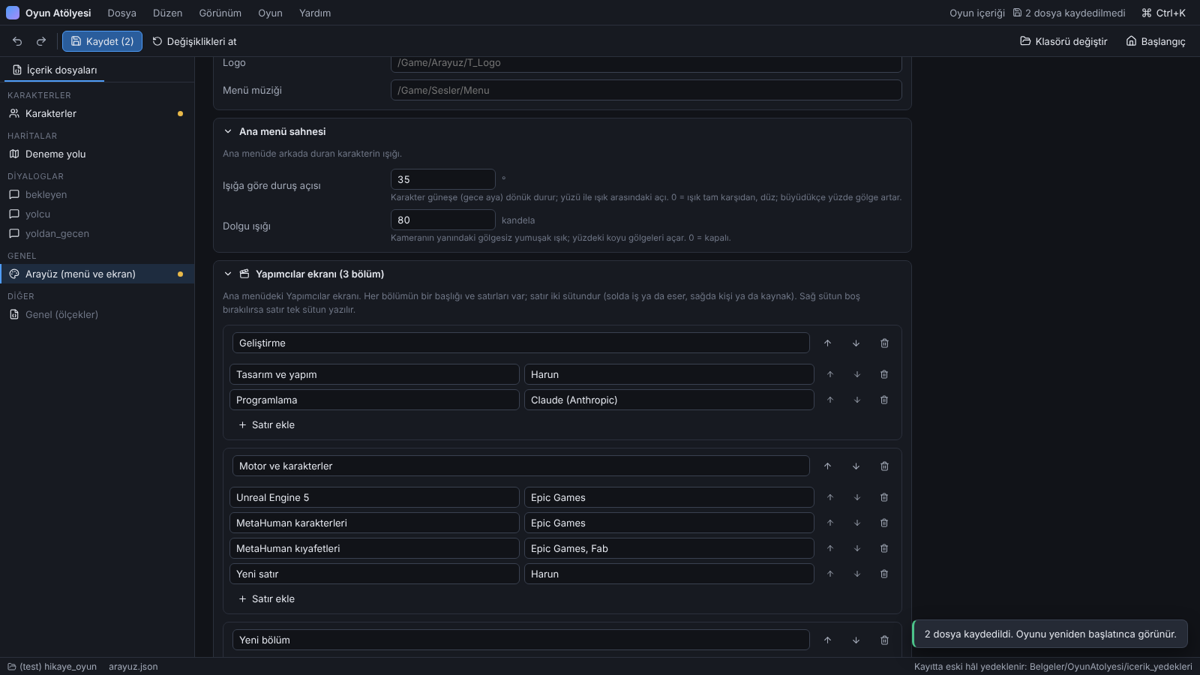 Oyun Atölyesi Dosya Düzen Görünüm Oyun Yardım Oyun içeriği 2 dosya kaydedilmedi ⌘ Ctrl+K
Kaydet (2) Değişiklikleri at Klasörü değiştir Başlangıç
İçerik dosyaları
KARAKTERLER
Karakterler
HARİTALAR
Deneme yolu
DİYALOGLAR
bekleyen
yolcu
yoldan_gecen
GENEL
Arayüz (menü ve ekran)
DİĞER
Genel (ölçekler)
Logo /Game/Arayuz/T_Logo
Menü müziği /Game/Sesler/Menu
Ana menü sahnesi
Ana menüde arkada duran karakterin ışığı.
Işığa göre duruş açısı 35 °
Karakter güneşe (gece aya) dönük durur; yüzü ile ışık arasındaki açı. 0 = ışık tam karşıdan, düz; büyüdükçe yüzde gölge artar.
Dolgu ışığı 80 kandela
Kameranın yanındaki gölgesiz yumuşak ışık; yüzdeki koyu gölgeleri açar. 0 = kapalı.
Yapımcılar ekranı (3 bölüm)
Ana menüdeki Yapımcılar ekranı. Her bölümün bir başlığı ve satırları var; satır iki sütundur (solda iş ya da eser, sağda kişi ya da kaynak). Sağ sütun boş
bırakılırsa satır tek sütun yazılır.
Geliştirme
Tasarım ve yapım Harun
Programlama Claude (Anthropic)
+ Satır ekle
Motor ve karakterler
Unreal Engine 5 Epic Games
MetaHuman karakterleri Epic Games
MetaHuman kıyafetleri Epic Games, Fab
Yeni satır Harun
+ Satır ekle
Yeni bölüm
2 dosya kaydedildi. Oyunu yeniden başlatınca görünür.
(test) hikaye_oyun arayuz.json Kayıtta eski hâl yedeklenir: Belgeler/OyunAtolyesi/icerik_yedekleri